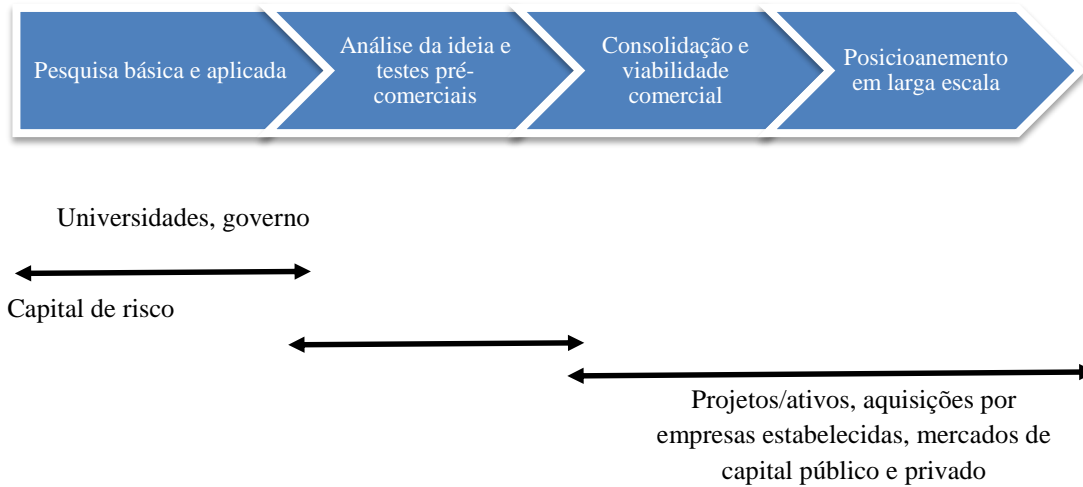 Pesquisa básica e aplicada
Análise da ideia e
testes pré-
comerciais
Consolidação e
viabilidade
comercial
Posicioanemento
em larga escala
Universidades, governo
Capital de risco
Projetos/ativos, aquisições por
empresas estabelecidas, mercados de
capital público e privado